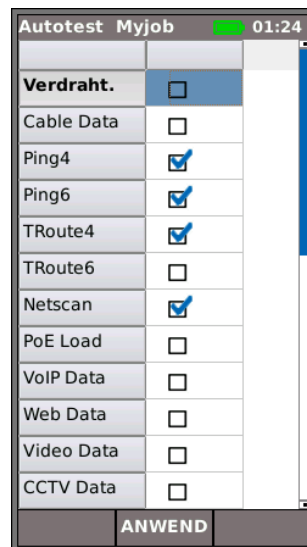 Autotest Myjob 01:24
Verdraht.
Cable Data
Ping4
Ping6
TRoute4
TRoute6
Netscan
PoE Load
VoIP Data
Web Data
Video Data
CCTV Data
ANWEND